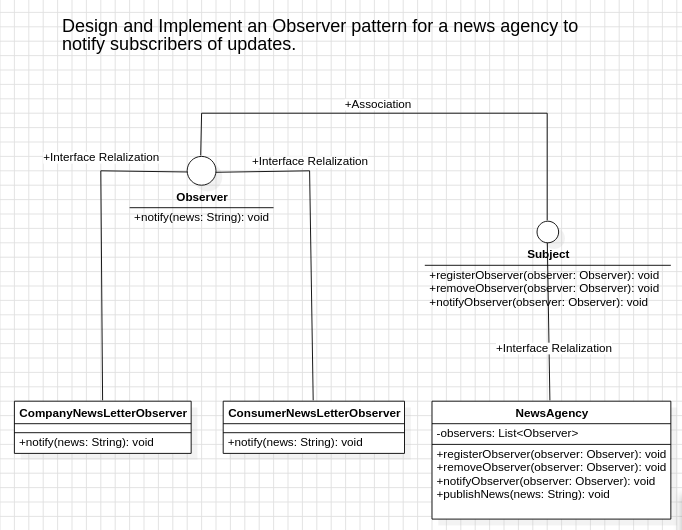 Design and Implement an Observer pattern for a news agency to
notify subscribers of updates.
+Association
+Interface Relalization
+Interface Relalization
Observer
+notify(news: String): void
Subject
+registerObserver(observer: Observer): void
+removeObserver(observer: Observer): void
+notifyObserver(observer: Observer): void
+Interface Relalization
CompanyNewsLetterObserver
+notify(news: String): void
ConsumerNewsLetterObserver
+notify(news: String): void
NewsAgency
-observers: List<Observer>
+registerObserver(observer: Observer): void
+removeObserver(observer: Observer): void
+notifyObserver(observer: Observer): void
+publishNews(news: String): void